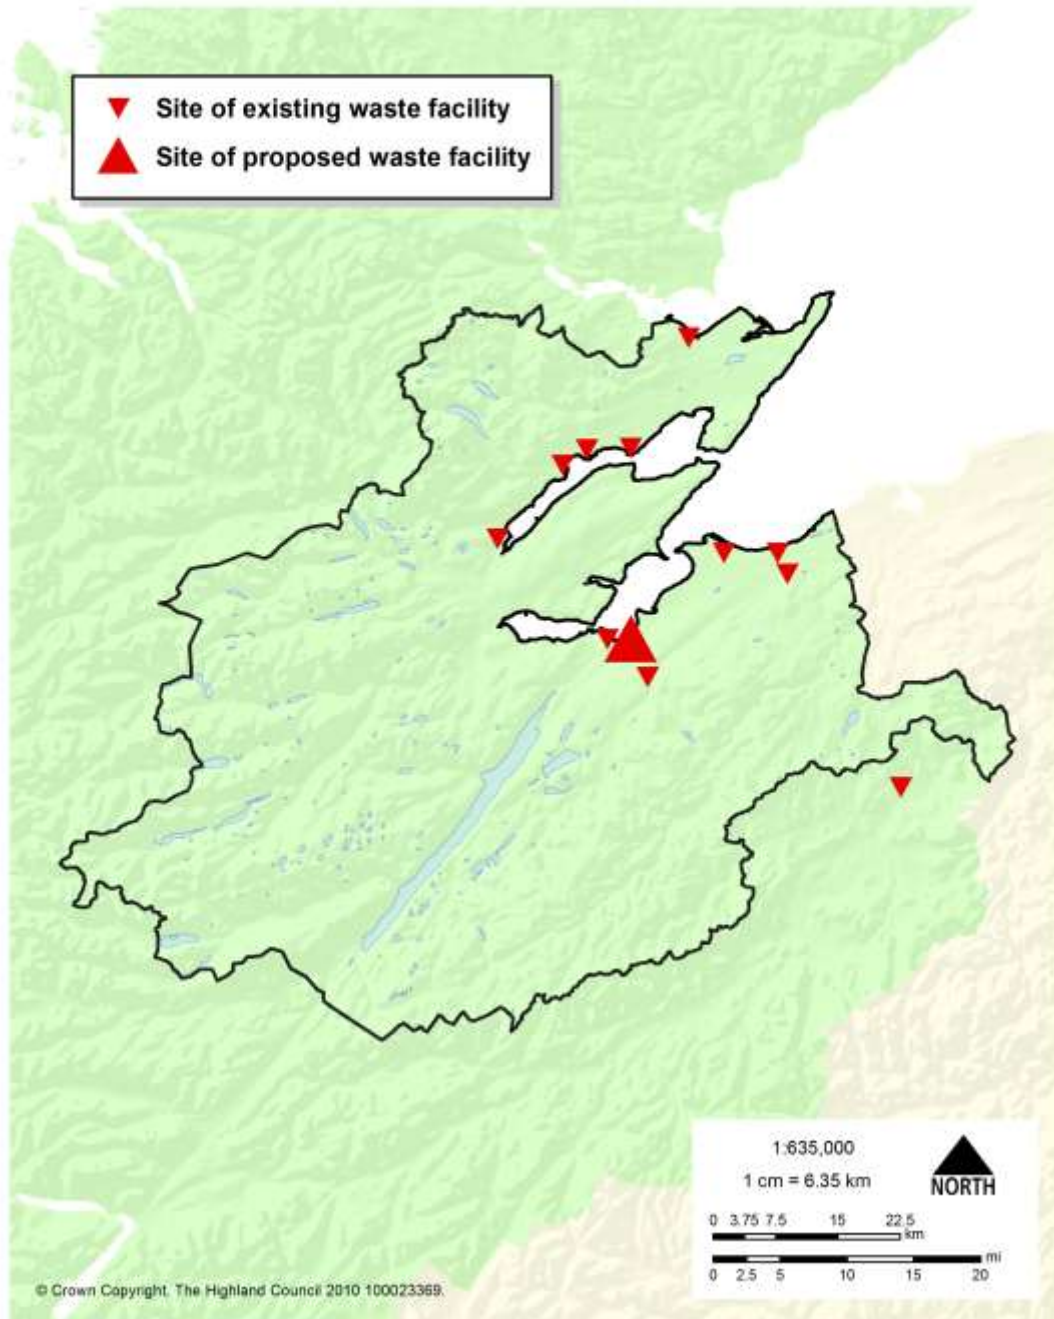 Site of existing waste facility
Site of proposed waste facility
1:635,000
1 cm = 6.35 km
NORTH
0 3.75 7.5 15 22.5
km
mi
0 2.5 5 10 15 20
© Crown Copyright. The Highland Council 2010 100023369.